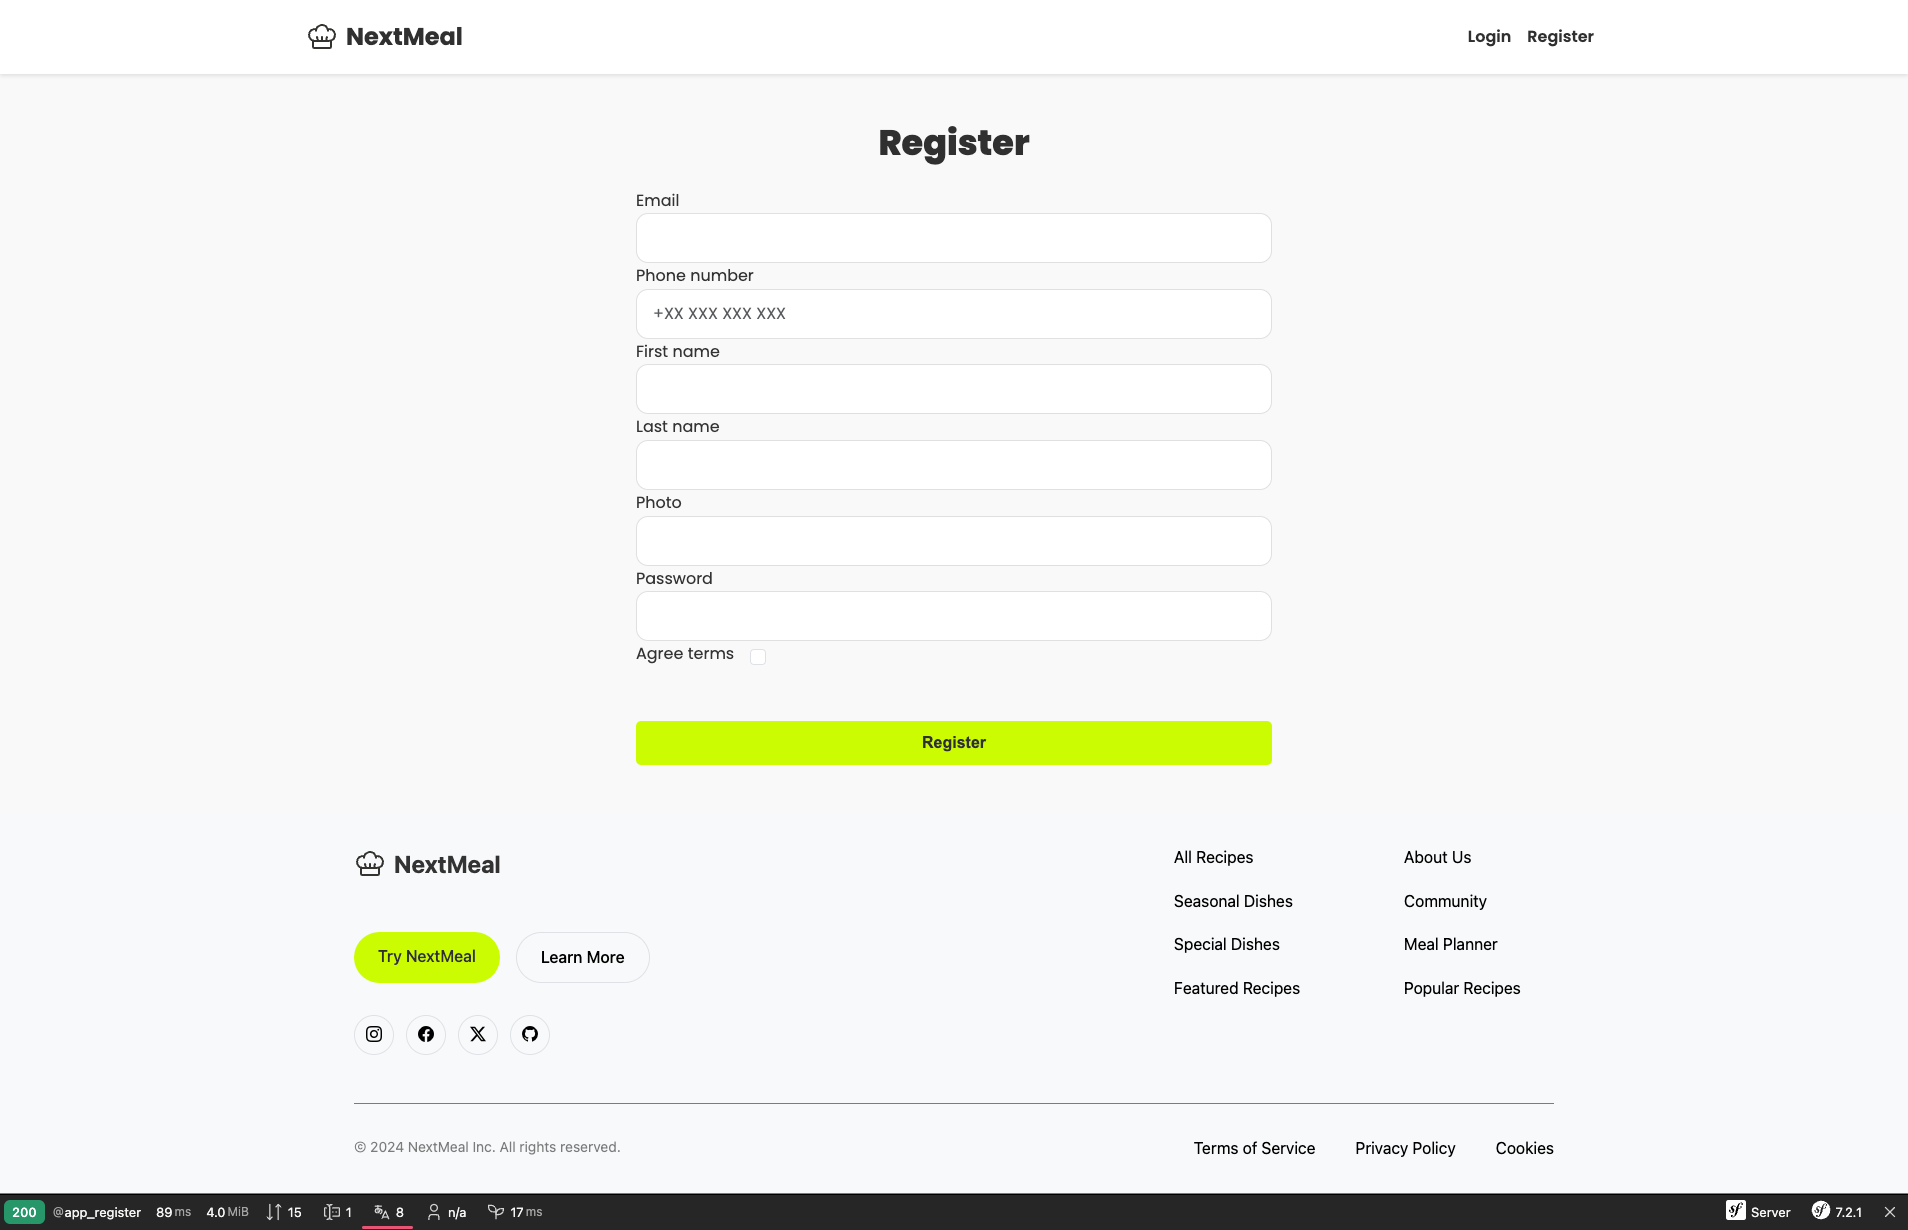 NextMeal
Login Register
Register
Email
Phone number
+XX XXX XXX XXX
First name
Last name
Photo
Password
Agree terms
Register
NextMeal
Try NextMeal Learn More
All Recipes
Seasonal Dishes
Special Dishes
Featured Recipes
About Us
Community
Meal Planner
Popular Recipes
© 2024 NextMeal Inc. All rights reserved.
Terms of Service Privacy Policy Cookies
200 @app_register 89 ms 4.0 MiB 15 1 8 n/a 17 ms sf Server sf 7.2.1